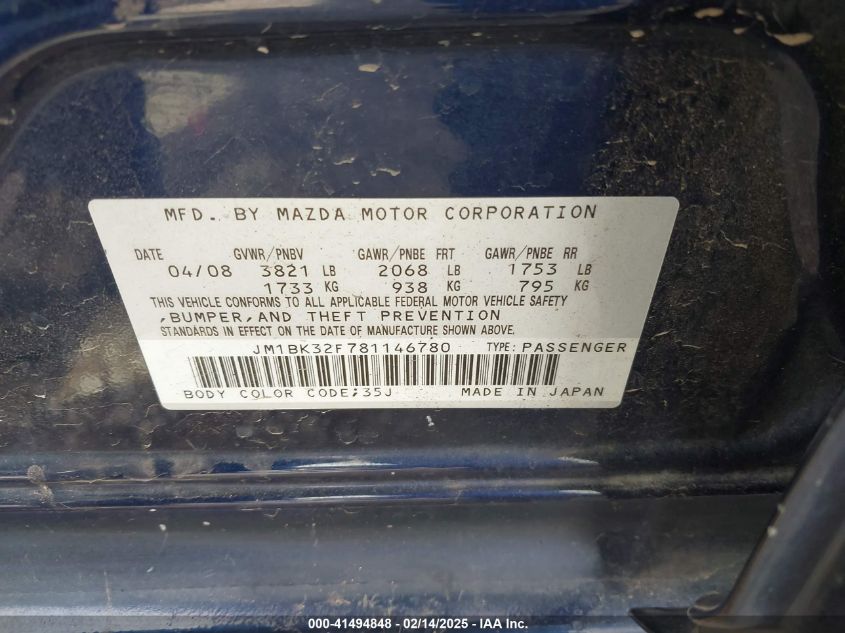 MFD. BY MAZDA MOTOR CORPORATION
DATE GVWR/PNBV GAWR/PNBE FRT GAWR/PNBE RR
04/08 3821 LB 2068 LB 1753 LB
1733 KG 938 KG 795 KG
THIS VEHICLE CONFORMS TO ALL APPLICABLE FEDERAL MOTOR VEHICLE SAFETY
,BUMPER,AND THEFT PREVENTION
STANDARDS IN EFFECT ON THE DATE OF MANUFACTURE SHOWN ABOVE.
JM1BK32F781146780 TYPE:PASSENGER
BODY COLOR CODE;35J MADE IN JAPAN
000-41494848 - 02/14/2025 - IAA Inc.